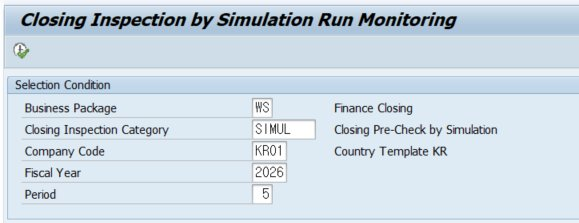 Closing Inspection by Simulation Run Monitoring
Selection Condition
Business Package ₩S Finance Closing
Closing Inspection Category SIMUL Closing Pre-Check by Simulation
Company Code KR01 Country Template KR
Fiscal Year 2026
Period 5